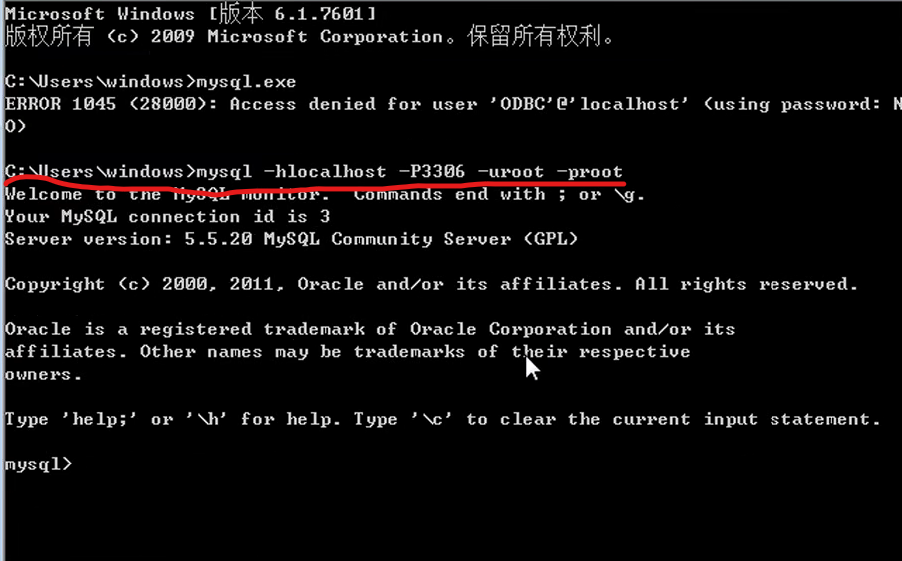 Microsoft Windows [版本 6.1.7601]
版权所有 (c) 2009 Microsoft Corporation。保留所有权利。
C:\Users\windows>mysql.exe
ERROR 1045 (28000): Access denied for user 'ODBC'@'localhost' (using password: N
O)
C:\Users\windows>mysql -hlocalhost -P3306 -uroot -proot
Welcome to the MySQL monitor.  Commands end with ; or \g.
Your MySQL connection id is 3
Server version: 5.5.20 MySQL Community Server (GPL)
Copyright (c) 2000, 2011, Oracle and/or its affiliates. All rights reserved.
Oracle is a registered trademark of Oracle Corporation and/or its
affiliates. Other names may be trademarks of their respective
owners.
Type 'help;' or '\h' for help. Type '\c' to clear the current input statement.
mysql>